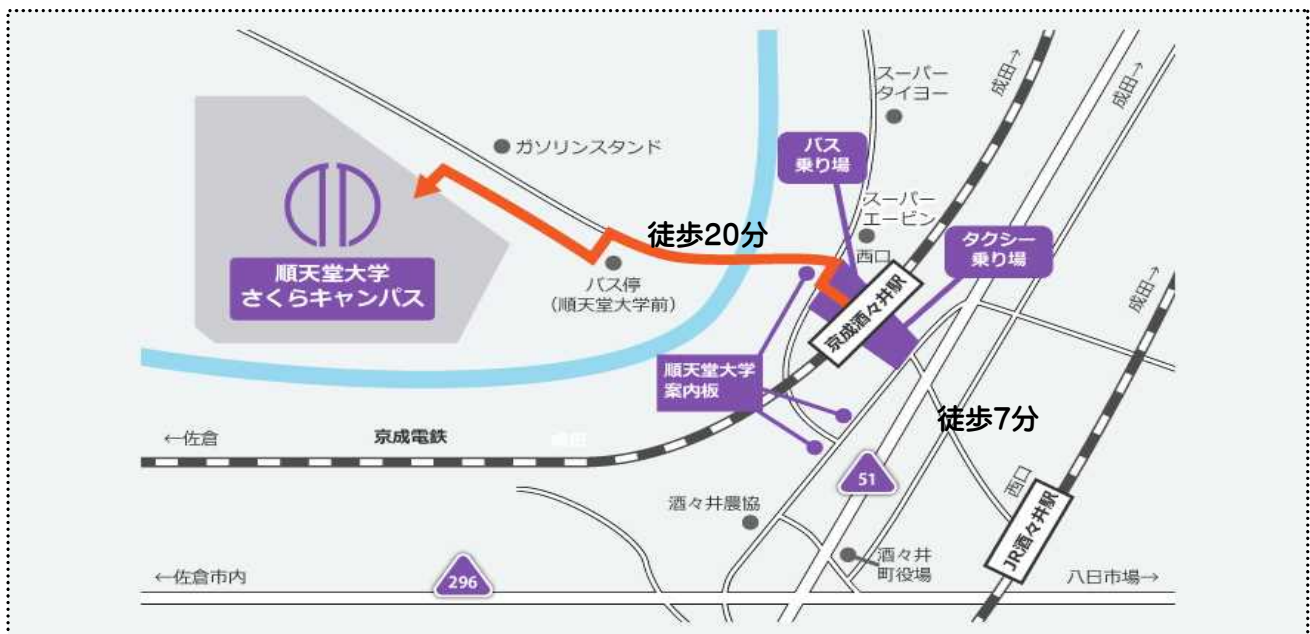 成田→
成田→
スーパー
タイヨー
ガソリンスタンド
バス
乗り場
スーパー
エービン
徒歩20分
西口
タクシー
乗り場
順天堂大学
さくらキャンパス
バス停
(順天堂大学前)
成田→
京成酒々井駅
順天堂大学
案内板
徒歩7分
←佐倉
京成電鉄
51
西口
酒々井農協
JR酒々井駅
酒々井
町役場
←佐倉市内
296
八日市場→